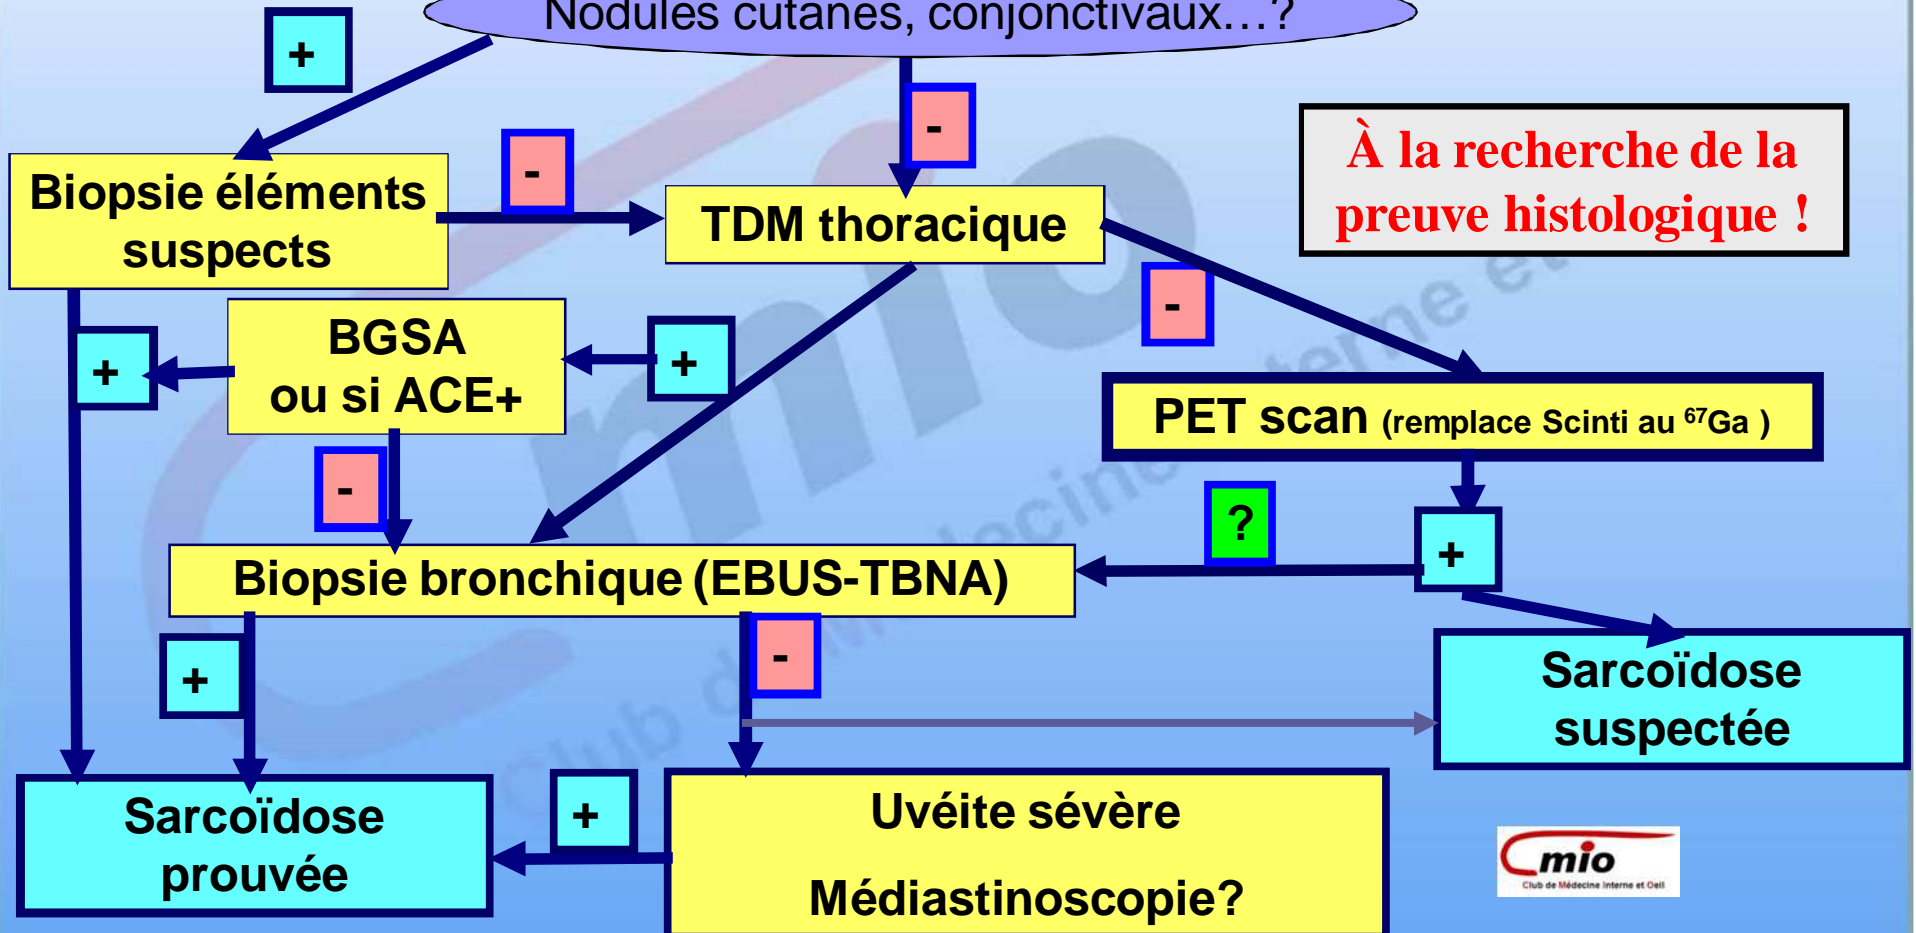 Nodules cutanés, conjonctivaux…?
+
-
À la recherche de la
preuve histologique !
-
Biopsie éléments
suspects
TDM thoracique
-
BGSA
ou si ACE+
+
+
PET scan (remplace Scinti au ⁶⁷Ga )
-
?
+
Biopsie bronchique (EBUS-TBNA)
+
-
Sarcoïdose
suspectée
Sarcoïdose
prouvée
+
Uvéite sévère
Médiastinoscopie?
Cmio
Club de Médecine Interne et Oeil